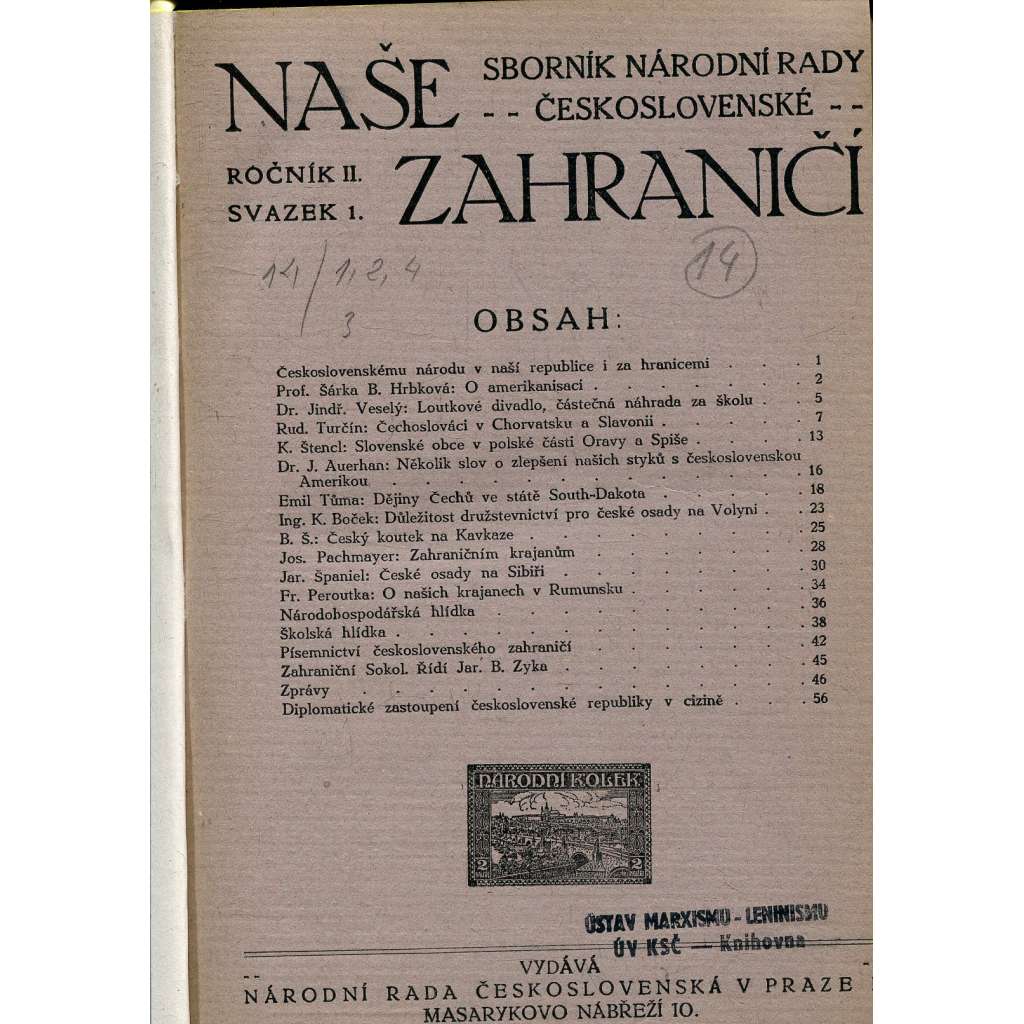 NAŠE SBORNÍK NÁRODNÍ RADY
- - ČESKOSLOVENSKÉ - -
ROČNÍK II.
SVAZEK 1.
ZAHRANIČÍ
14/1, 2, 4
3
14
OBSAH:
Československému národu v naší republice i za hranicemi . . . 1
Prof. Šárka B. Hrbková: O amerikanisaci . . . . . . . 2
Dr. Jindř. Veselý: Loutkové divadlo, částečná náhrada za školu . . 5
Rud. Turčín: Čechoslováci v Chorvatsku a Slavonii . . . . . 7
K. Štencl: Slovenské obce v polské části Oravy a Spiše . . . . 13
Dr. J. Auerhan: Několik slov o zlepšení našich styků s československou
Amerikou . . . . . . . . . . . . . 16
Emil Tůma: Dějiny Čechů ve státě South-Dakota . . . . . 18
Ing. K. Boček: Důležitost družstevnictví pro české osady na Volyni . . 23
B. Š.: Český koutek na Kavkaze . . . . . . . . . 25
Jos. Pachmayer: Zahraničním krajanům . . . . . . . 28
Jar. Španiel: České osady na Sibiři . . . . . . . . 30
Fr. Peroutka: O našich krajanech v Rumunsku . . . . . . 34
Národohospodářská hlídka . . . . . . . . . . 36
Školská hlídka . . . . . . . . . . . . . 38
Písemnictví československého zahraničí . . . . . . . 42
Zahraniční Sokol. Řídí Jar. B. Zyka . . . . . . . . 45
Zprávy . . . . . . . . . . . . . . 46
Diplomatické zastoupení československé republiky v cizině . . . 56
NÁRODNÍ KOLEK
2 2
ÚSTAV MARXISMU - LENINISMU
ÚV KSČ — Knihovna
VYDÁVÁ
NÁRODNÍ RADA ČESKOSLOVENSKÁ V PRAZE
MASARYKOVO NÁBŘEŽÍ 10.